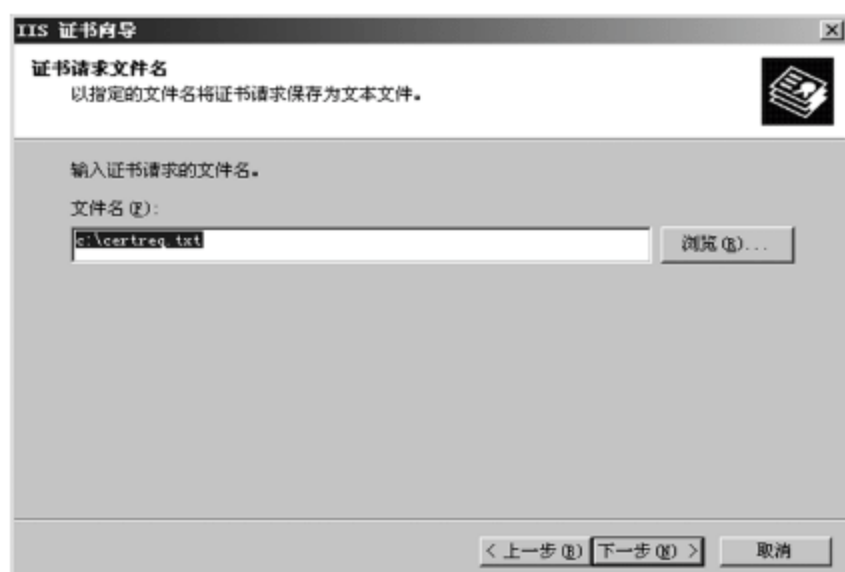 IIS 证书向导
证书请求文件名
以指定的文件名将证书请求保存为文本文件。
输入证书请求的文件名。
文件名(F):
c:\certreq.txt
浏览(R)...
< 上一步(B)
下一步(N) >
取消